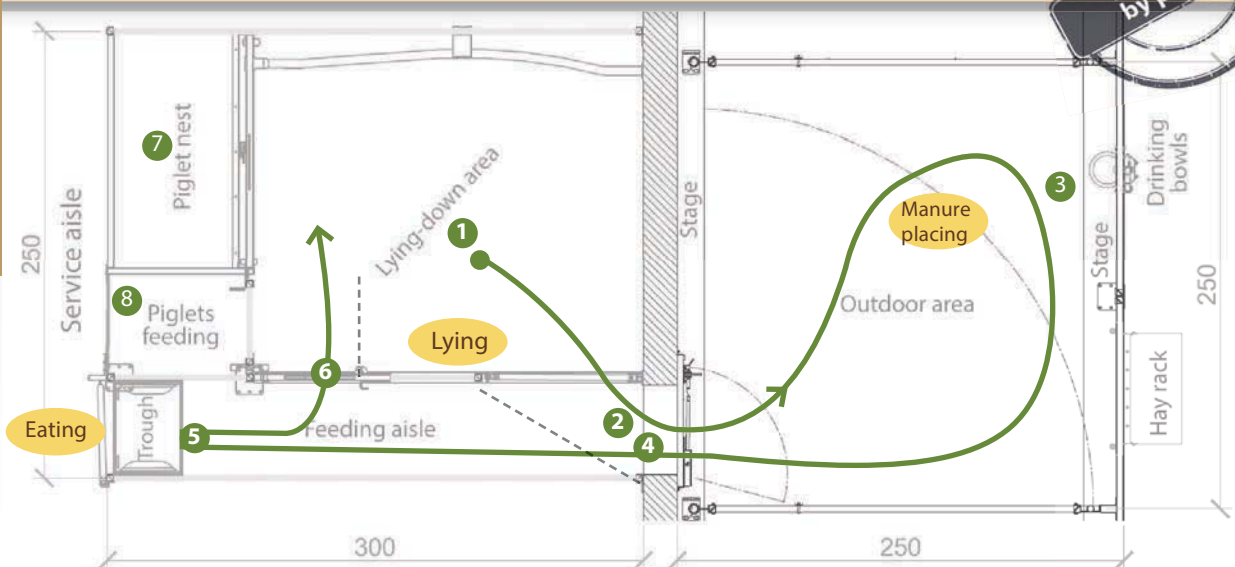 by
7
Piglet nest
Service aisle
250
8
Piglets
feeding
Lying-down area
1
Lying
6
Eating
Trough
5
Feeding aisle
2
4
300
Stage
Manure
placing
Outdoor area
3
Drinking
bowls
Stage
250
Hay rack
250